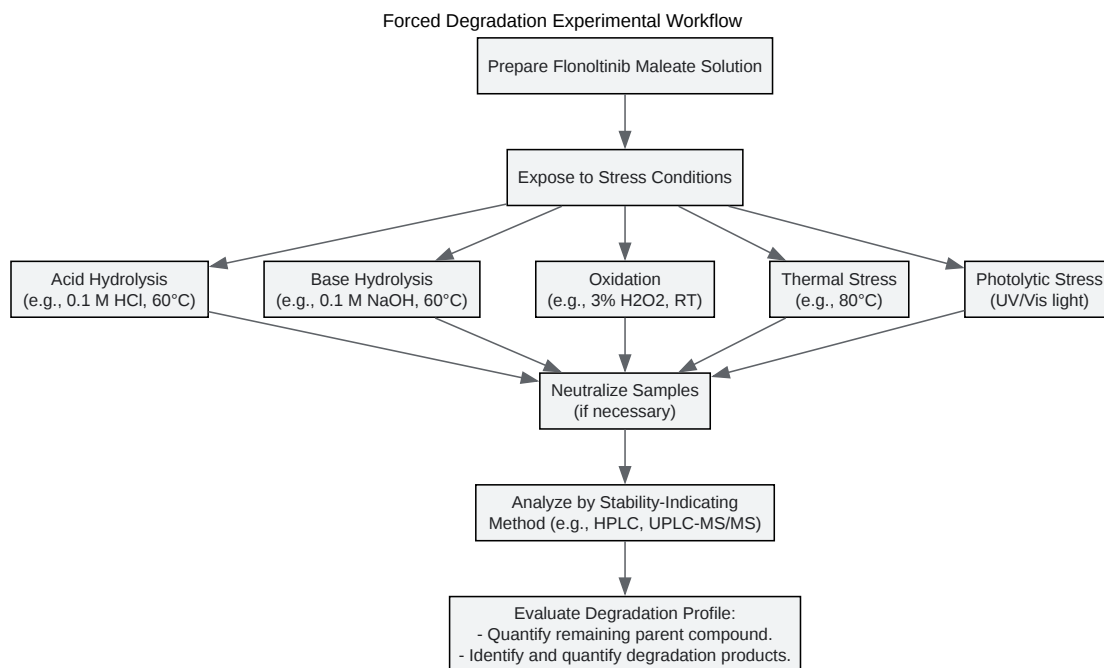 Forced Degradation Experimental Workflow
Prepare Flonoltinib Maleate Solution
Expose to Stress Conditions
Acid Hydrolysis
(e.g., 0.1 M HCl, 60°C)
Base Hydrolysis
(e.g., 0.1 M NaOH, 60°C)
Oxidation
(e.g., 3% H2O2, RT)
Thermal Stress
(e.g., 80°C)
Photolytic Stress
(UV/Vis light)
Neutralize Samples
(if necessary)
Analyze by Stability-Indicating
Method (e.g., HPLC, UPLC-MS/MS)
Evaluate Degradation Profile:
- Quantify remaining parent compound.
- Identify and quantify degradation products.